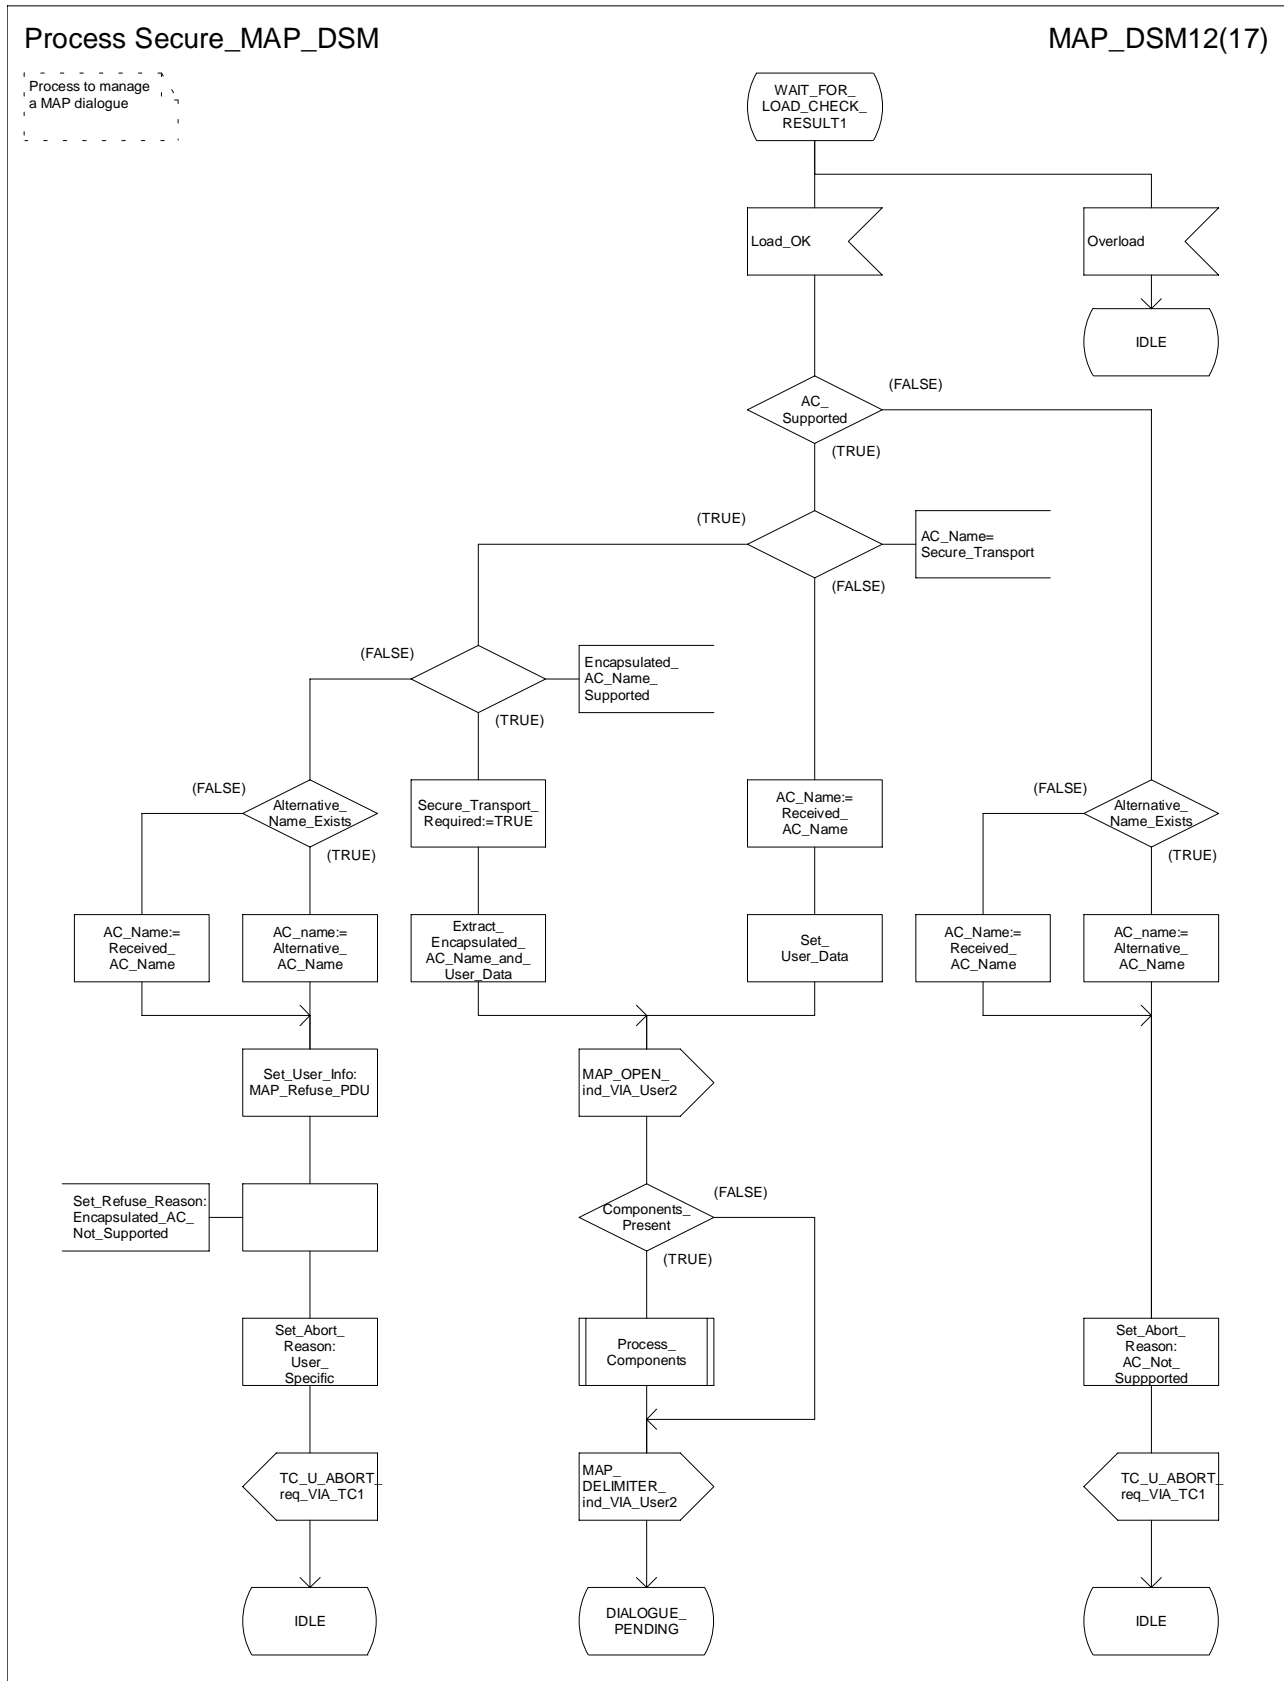 Process Secure_MAP_DSM
MAP_DSM12(17)
Process to manage
a MAP dialogue
WAIT_FOR_
LOAD_CHECK_
RESULT1
Load_OK
Overload
IDLE
AC_
Supported
(FALSE)
(TRUE)
(TRUE)
AC_Name=
Secure_Transport
(FALSE)
(FALSE)
Encapsulated_
AC_Name_
Supported
(TRUE)
(FALSE)
Alternative_
Name_Exists
(TRUE)
Secure_Transport_
Required:=TRUE
AC_Name:=
Received_
AC_Name
(FALSE)
Alternative_
Name_Exists
(TRUE)
AC_Name:=
Received_
AC_Name
AC_name:=
Alternative_
AC_Name
Extract_
Encapsulated_
AC_Name_and_
User_Data
Set_
User_Data
AC_Name:=
Received_
AC_Name
AC_name:=
Alternative_
AC_Name
Set_User_Info:
MAP_Refuse_PDU
MAP_OPEN_
ind_VIA_User2
Set_Refuse_Reason:
Encapsulated_AC_
Not_Supported
Components_
Present
(FALSE)
(TRUE)
Set_Abort_
Reason:
User_
Specific
Process_
Components
Set_Abort_
Reason:
AC_Not_
Suppported
TC_U_ABORT_
req_VIA_TC1
MAP_
DELIMITER_
ind_VIA_User2
TC_U_ABORT_
req_VIA_TC1
IDLE
DIALOGUE_
PENDING
IDLE